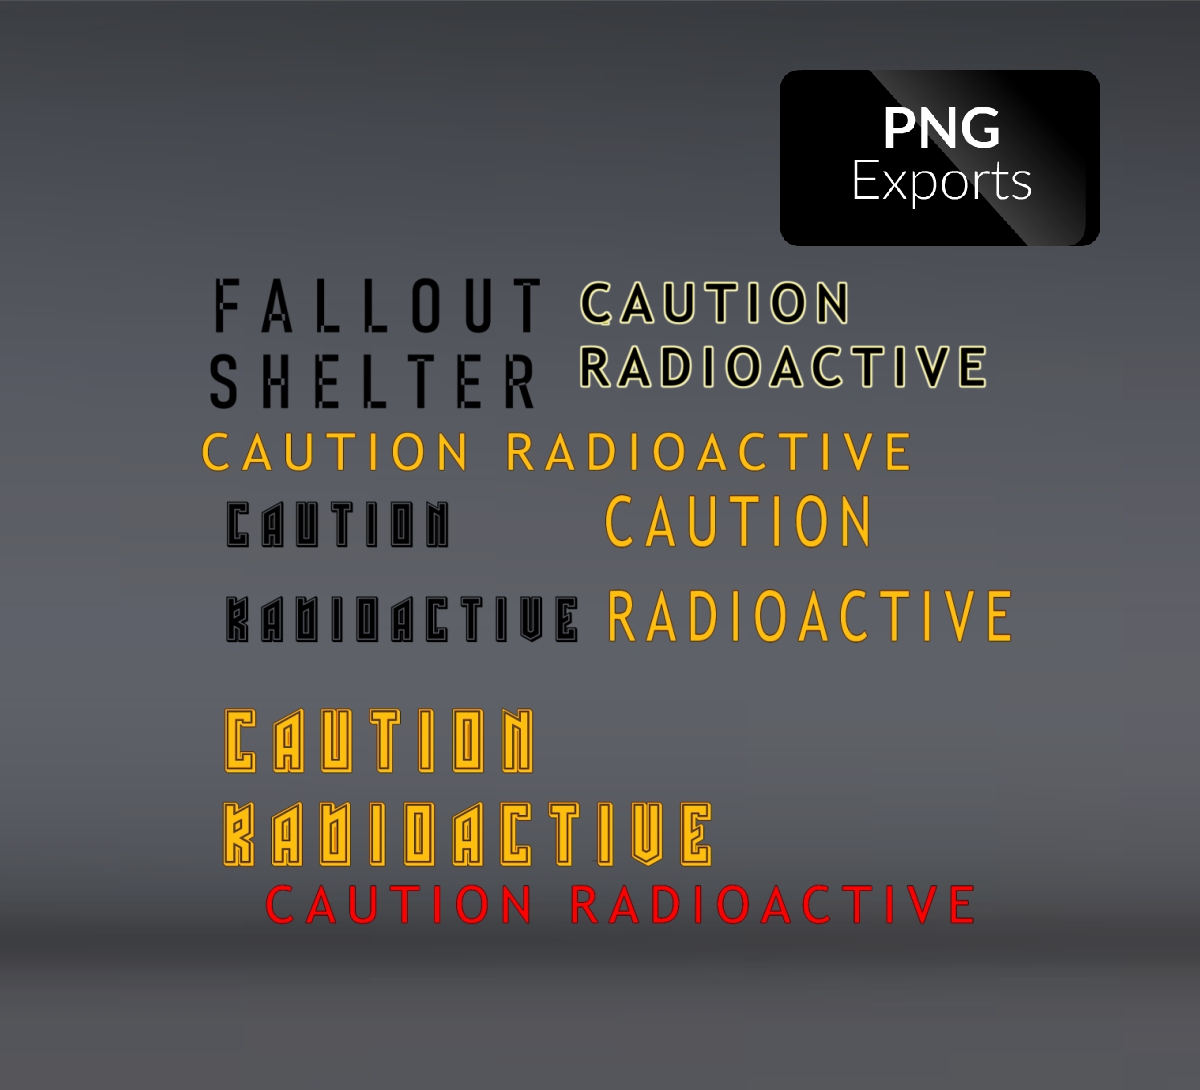 PNG
Exports
FALLOUT
SHELTER
CAUTION
RADIOACTIVE
CAUTION RADIOACTIVE
CAUTION
CAUTION
RADIOACTIVE
RADIOACTIVE
CAUTION
RADIOACTIVE
CAUTION RADIOACTIVE